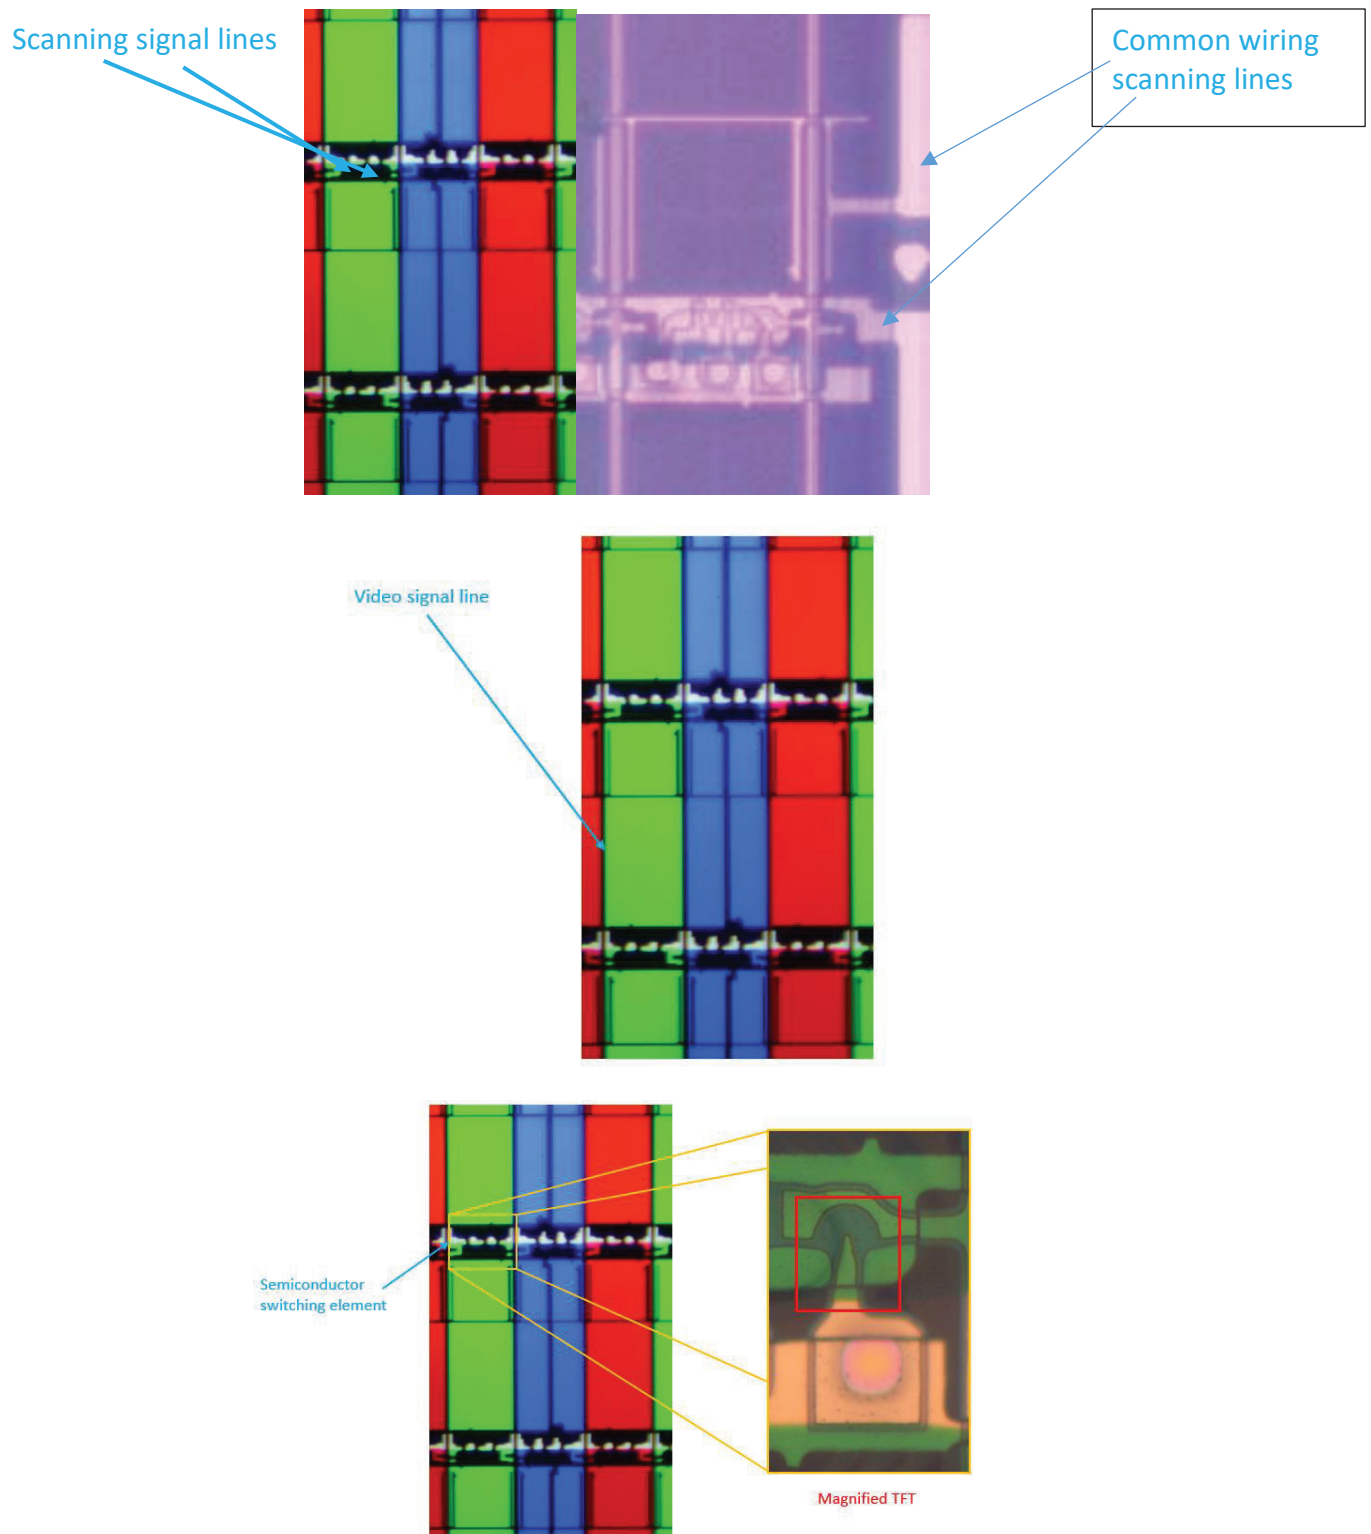 Scanning signal lines
Common wiring
scanning lines
Video signal line
Semiconductor
switching element
Magnified TFT